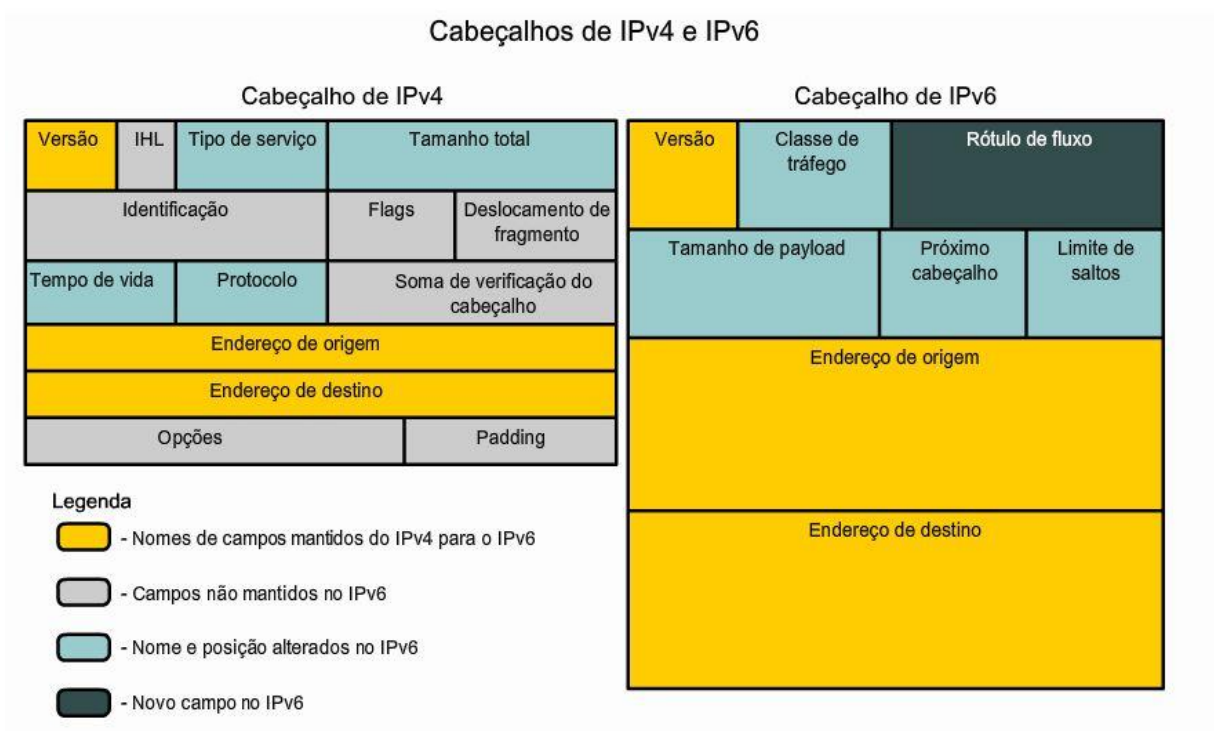 Cabeçalhos de IPv4 e IPv6
Cabeçalho de IPv4
Versão
IHL
Tipo de serviço
Tamanho total
Identificação
Flags
Deslocamento de
fragmento
Tempo de vida
Protocolo
Soma de verificação do
cabeçalho
Endereço de origem
Endereço de destino
Opções
Padding
Legenda
- Nomes de campos mantidos do IPv4 para o IPv6
- Campos não mantidos no IPv6
- Nome e posição alterados no IPv6
- Novo campo no IPv6
Cabeçalho de IPv6
Versão
Classe de
tráfego
Rótulo de fluxo
Tamanho de payload
Próximo
cabeçalho
Limite de
saltos
Endereço de origem
Endereço de destino